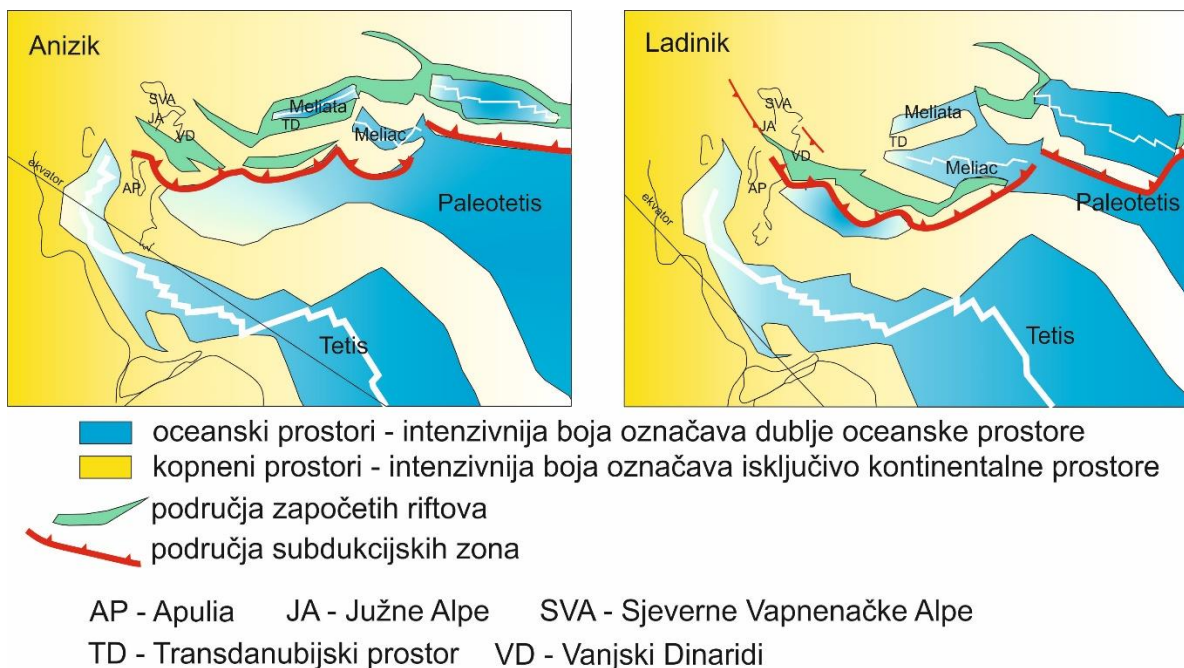 Anizik
SVA
JA
VD
Meliata
TD
Meliac
ekvator
AP
Paleotetis
Tetis
Ladinik
SVA
JA
VD
Meliata
TD
Meliac
ekvator
AP
Paleotetis
Tetis
oceanski prostori - intenzivnija boja označava dublje oceanske prostore
kopneni prostori - intenzivnija boja označava isključivo kontinentalne prostore
područja započetih riftova
područja subdukcijskih zona
AP - Apulia JA - Južne Alpe SVA - Sjeverne Vapnenačke Alpe
TD - Transdanubijski prostor VD - Vanjski Dinaridi